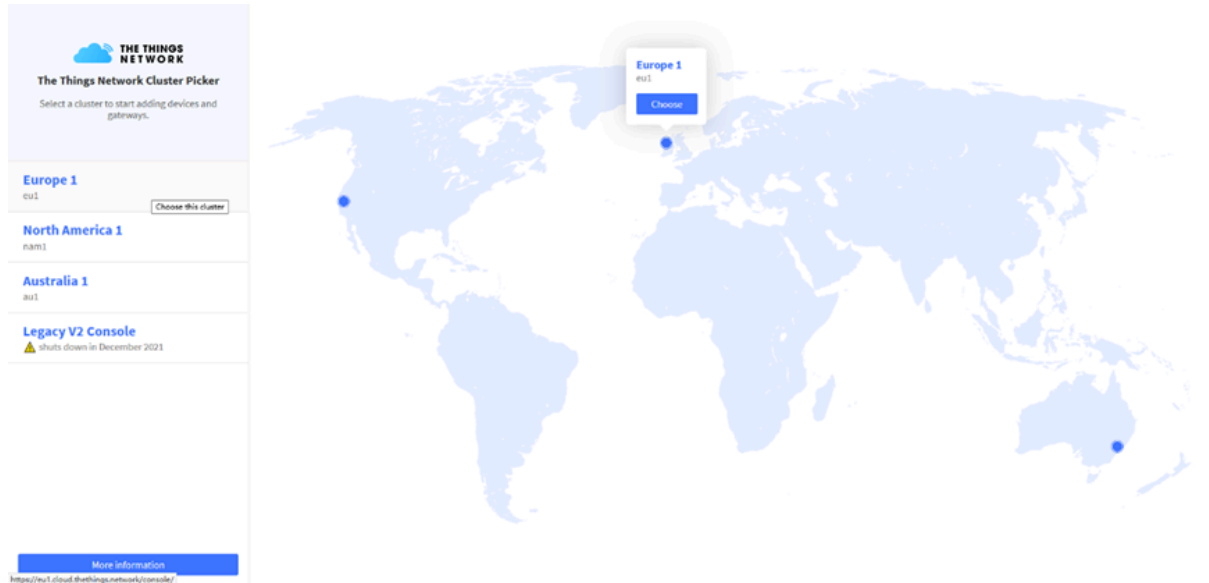 THE THINGS
NETWORK
The Things Network Cluster Picker
Select a cluster to start adding devices and
gateways.
Europe 1
eu1
Choose this cluster
North America 1
nam1
Australia 1
au1
Legacy V2 Console
shuts down in December 2021
More information
https://eu1.cloud.thethings.network/console/
Europe 1
eu1
Choose